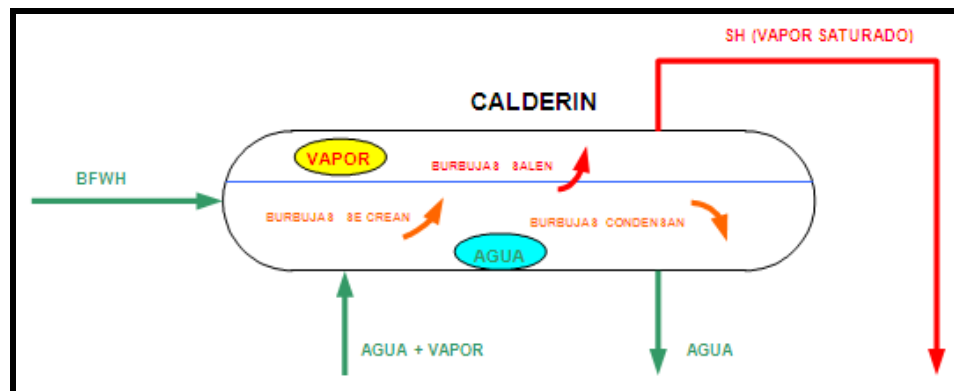 SH (VAPOR SATURADO)
CALDERIN
VAPOR
BURBUJAS SALEN
BFWH
BURBUJAS SE CREAN
BURBUJAS CONDENSAN
AGUA
AGUA + VAPOR
AGUA